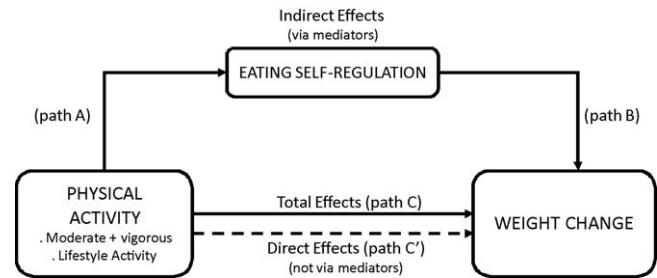 Indirect Effects
(via mediators)
EATING SELF-REGULATION
(path A)
(path B)
PHYSICAL
ACTIVITY
. Moderate + vigorous
. Lifestyle Activity
Total Effects (path C)
Direct Effects (path C’)
(not via mediators)
WEIGHT CHANGE